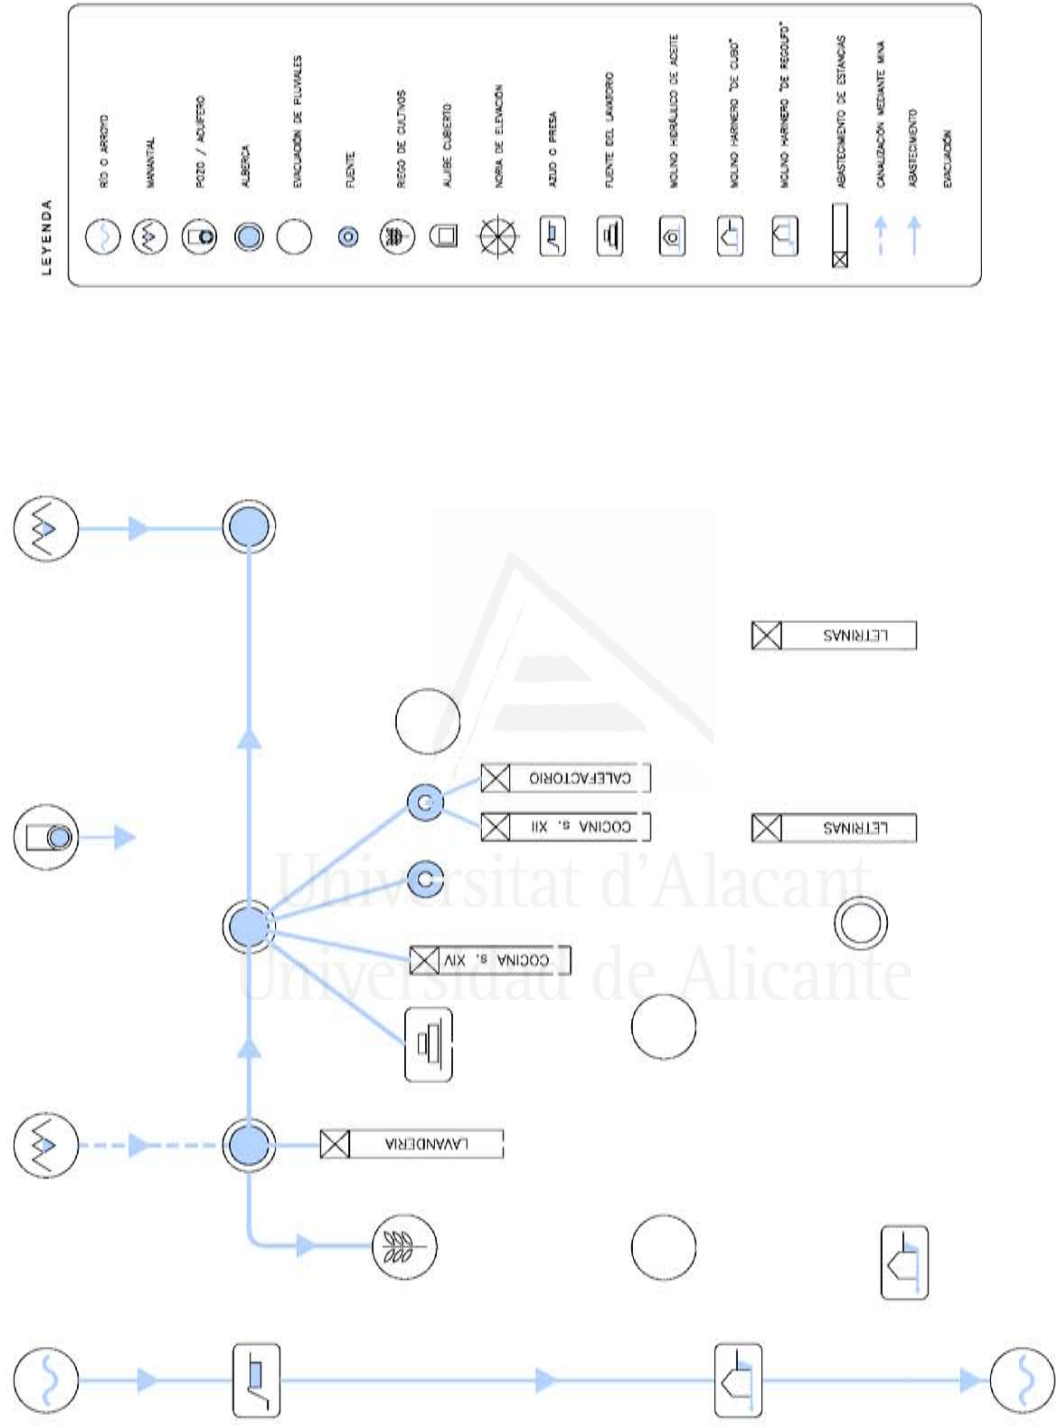 LEYENDA
RÍO O ARROYO
MANANTIAL
POZO / ACUÍFERO
ALBERCA
EVACUACIÓN DE PLUVIALES
FUENTE
RIEGO DE CULTIVOS
ALJIBE CUBIERTO
NORIA DE ELEVACIÓN
AZUD O PRESA
FUENTE DEL LAVATORIO
MOLINO HIDRÁULICO DE ACEITE
MOLINO HARINERO "DE CUBO"
MOLINO HARINERO "DE REGOLFO"
ABASTECIMIENTO DE ESTANCIAS
CANALIZACIÓN MEDIANTE MINA
ABASTECIMIENTO
EVACUACIÓN
LETRINAS
CALEFACTORIO
COCINA s. XII
LETRINAS
COCINA s. XIV
LAVANDERIA
Universitat d'Alacant
Universidad de Alicante